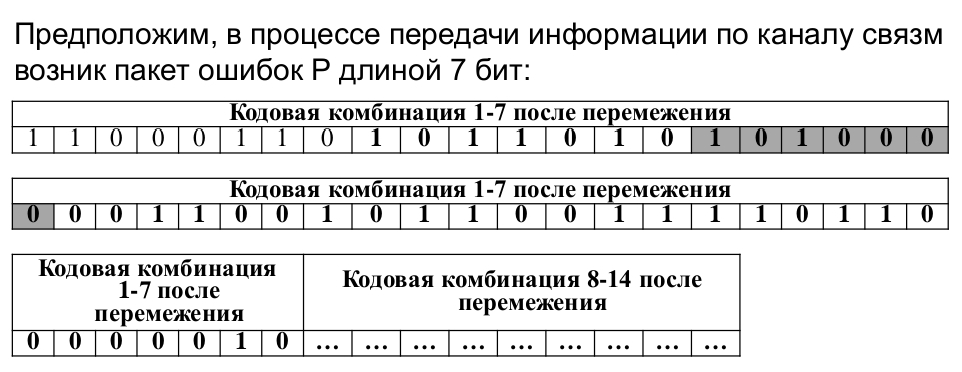 Предположим, в процессе передачи информации по каналу связм
возник пакет ошибок P длиной 7 бит:
Кодовая комбинация 1-7 после перемежения
1 1 0 0 0 1 1 0 1 0 1 1 0 1 0 1 0 1 0 0 0
Кодовая комбинация 1-7 после перемежения
0 0 0 1 1 0 0 1 0 1 1 0 0 1 1 1 1 0 1 1 0
Кодовая комбинация
1-7 после
перемежения
Кодовая комбинация 8-14 после
перемежения
0 0 0 0 0 1 0 ... ... ... ... ... ... ... ... ...